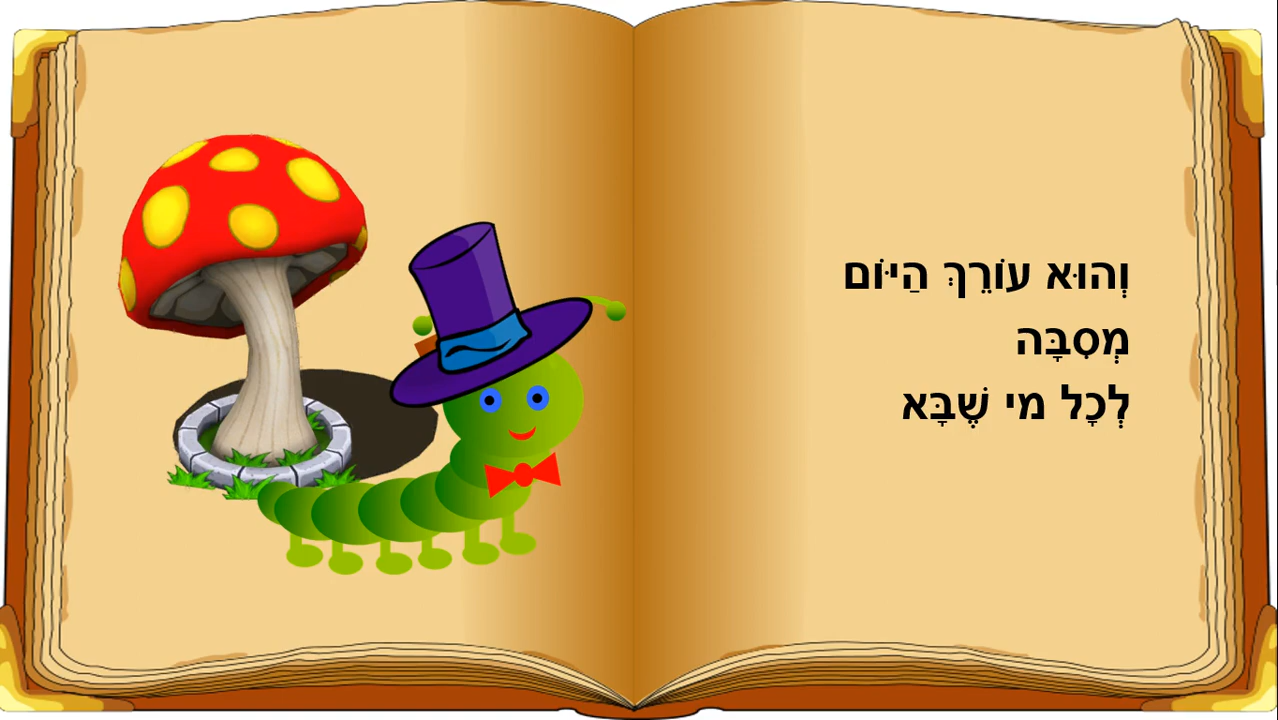 וְהוּא עוֹרֵךְ הַיּוֹם
מְסִבָּה
לְכָל מִי שֶׁבָּא